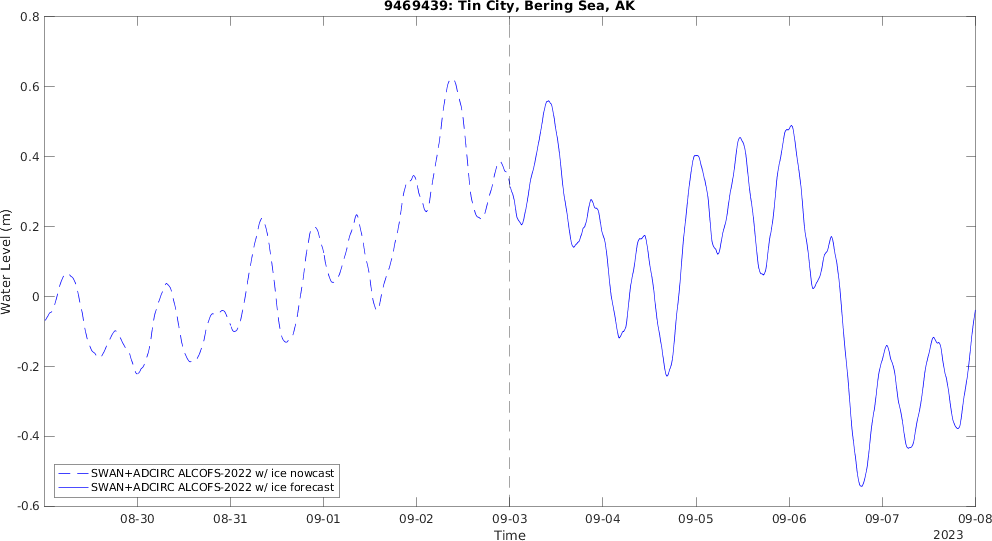 9469439: Tin City, Bering Sea, AK
0.8
0.6
0.4
0.2
0
-0.2
-0.4
-0.6
Water Level (m)
SWAN+ADCIRC ALCOFS-2022 w/ ice nowcast
SWAN+ADCIRC ALCOFS-2022 w/ ice forecast
08-30 08-31 09-01 09-02 09-03 09-04 09-05 09-06 09-07 09-08
Time
2023